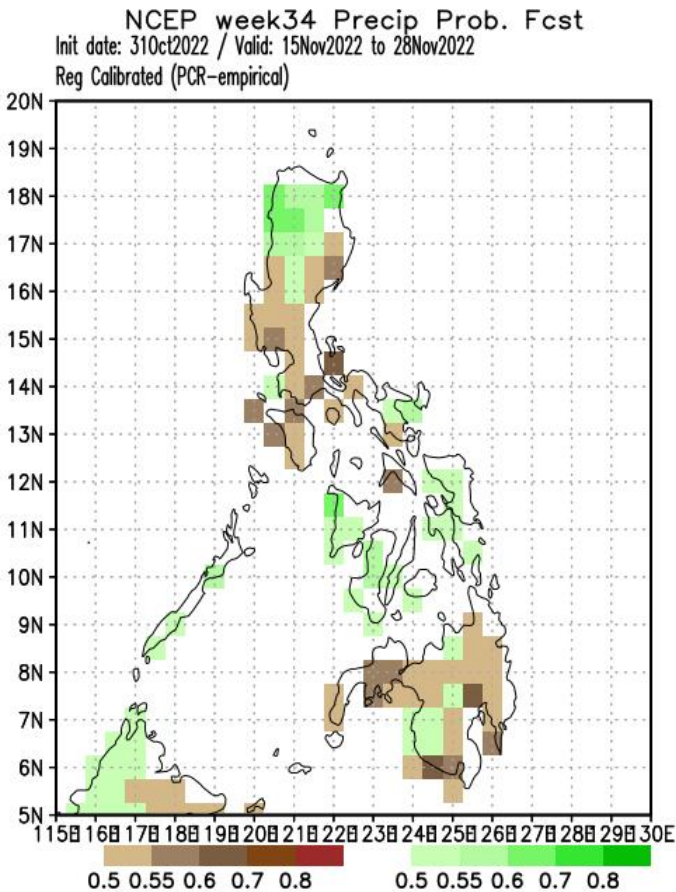 NCEP week34 Precip Prob. Fcst
Init date: 31Oct2022 / Valid: 15Nov2022 to 28Nov2022
Reg Calibrated (PCR-empirical)
20N
19N
18N
17N
16N
15N
14N
13N
12N
11N
10N
9N
8N
7N
6N
5N
115E 116E 117E 118E 119E 120E 121E 122E 123E 124E 125E 126E 127E 128E 129E 130E
0.5 0.55 0.6 0.7 0.8 0.5 0.55 0.6 0.7 0.8